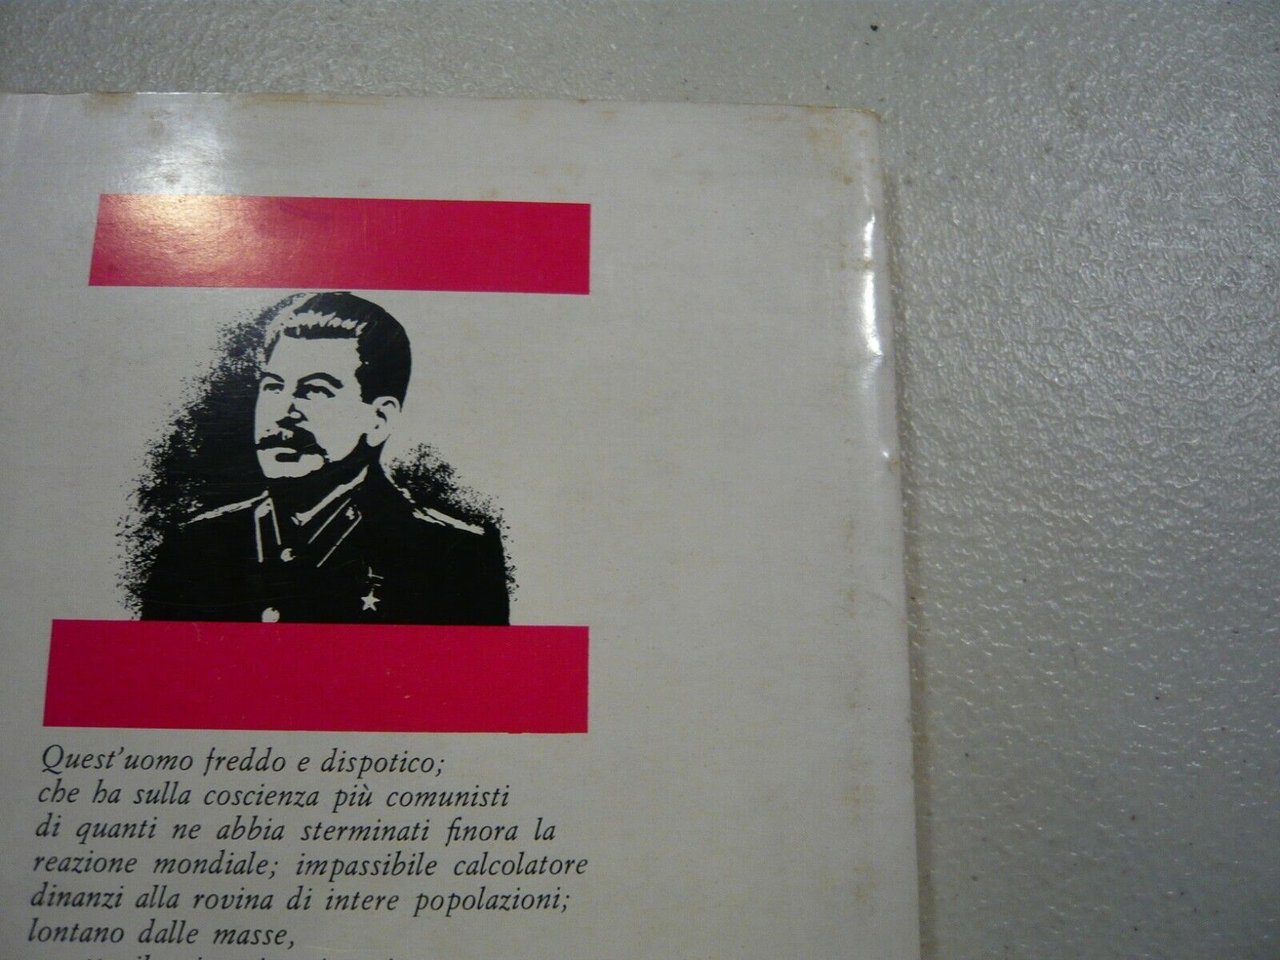 Quest'uomo freddo e dispotico;
che ha sulla coscienza più comunisti
di quanti ne abbia sterminati finora la
reazione mondiale; impassibile calcolatore
dinanzi alla rovina di intere popolazioni;
lontano dalle masse,